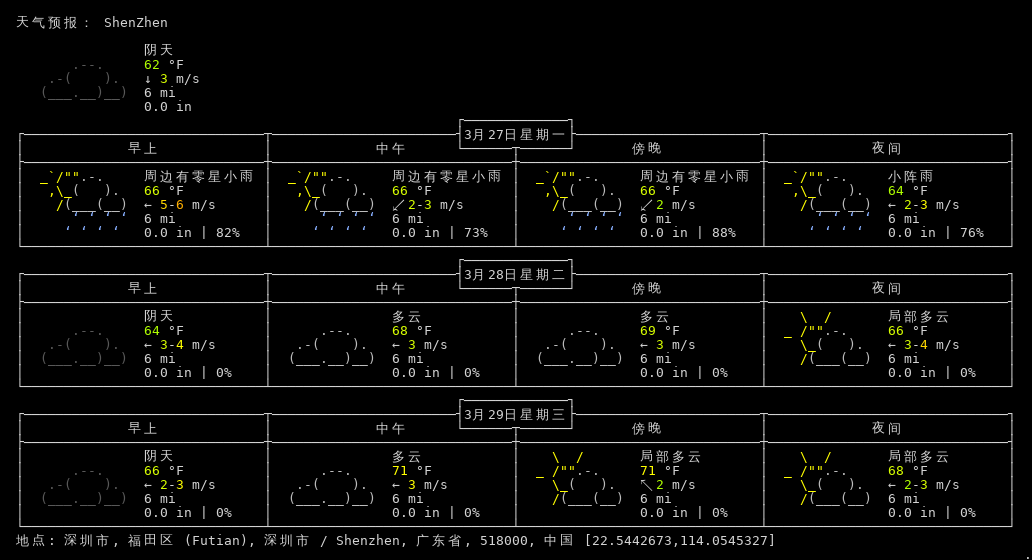 天气预报： ShenZhen
阴天
62 °F
↓ 3 m/s
6 mi
0.0 in
3月27日星期一
早上 中午 傍晚 夜间
周边有零星小雨 周边有零星小雨 周边有零星小雨 小阵雨
66 °F 66 °F 66 °F 64 °F
← 5-6 m/s ↙ 2-3 m/s ↙ 2 m/s ← 2-3 m/s
6 mi 6 mi 6 mi 6 mi
0.0 in | 82% 0.0 in | 73% 0.0 in | 88% 0.0 in | 76%
3月28日星期二
早上 中午 傍晚 夜间
阴天 多云 多云 局部多云
64 °F 68 °F 69 °F 66 °F
← 3-4 m/s ← 3 m/s ← 3 m/s ← 3-4 m/s
6 mi 6 mi 6 mi 6 mi
0.0 in | 0% 0.0 in | 0% 0.0 in | 0% 0.0 in | 0%
3月29日星期三
早上 中午 傍晚 夜间
阴天 多云 局部多云 局部多云
66 °F 71 °F 71 °F 68 °F
← 2-3 m/s ← 3 m/s ↖ 2 m/s ← 2-3 m/s
6 mi 6 mi 6 mi 6 mi
0.0 in | 0% 0.0 in | 0% 0.0 in | 0% 0.0 in | 0%
地点: 深圳市, 福田区 (Futian), 深圳市 / Shenzhen, 广东省, 518000, 中国 [22.5442673,114.0545327]